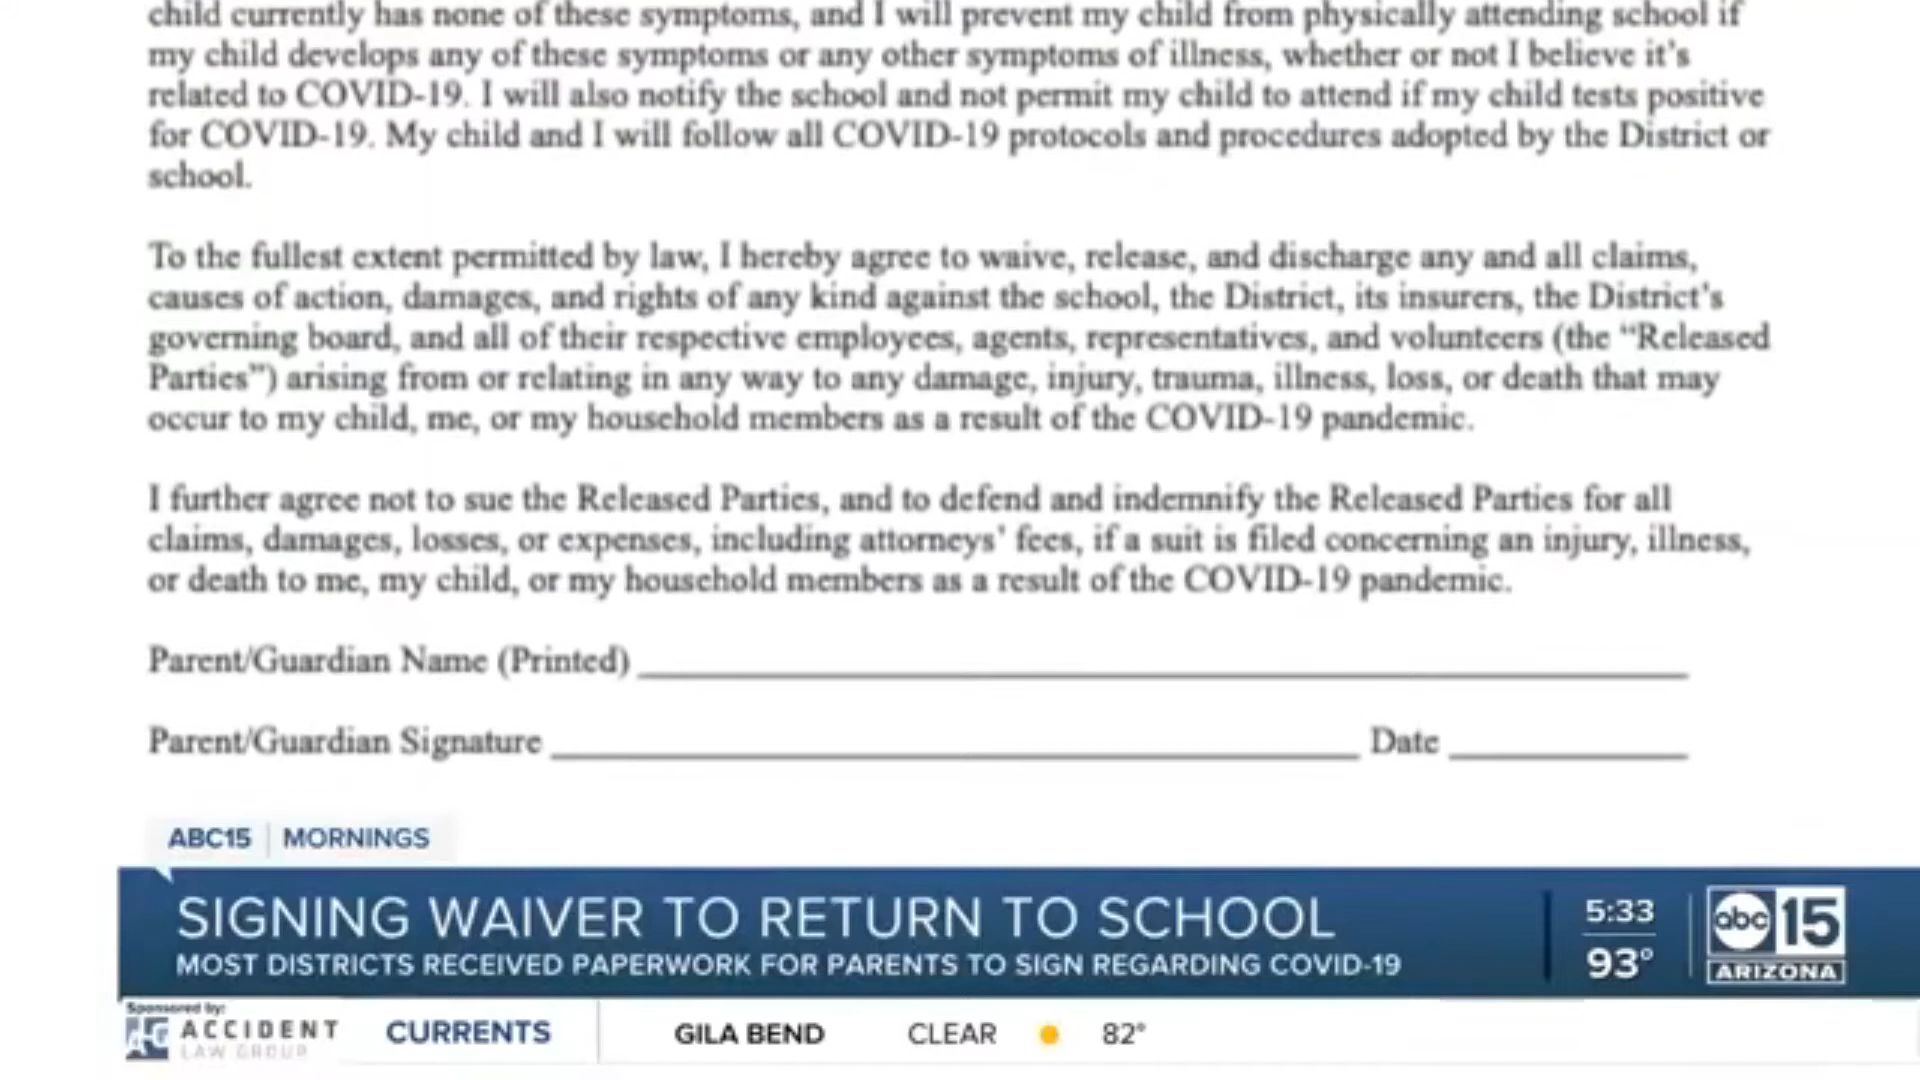 child currently has none of these symptoms, and I will prevent my child from physically attending school if
my child develops any of these symptoms or any other symptoms of illness, whether or not I believe it's
related to COVID-19. I will also notify the school and not permit my child to attend if my child tests positive
for COVID-19. My child and I will follow all COVID-19 protocols and procedures adopted by the District or
school.
To the fullest extent permitted by law, I hereby agree to waive, release, and discharge any and all claims,
causes of action, damages, and rights of any kind against the school, the District, its insurers, the District's
governing board, and all of their respective employees, agents, representatives, and volunteers (the “Released
Parties”) arising from or relating in any way to any damage, injury, trauma, illness, loss, or death that may
occur to my child, me, or my household members as a result of the COVID-19 pandemic.
I further agree not to sue the Released Parties, and to defend and indemnify the Released Parties for all
claims, damages, losses, or expenses, including attorneys' fees, if a suit is filed concerning an injury, illness,
or death to me, my child, or my household members as a result of the COVID-19 pandemic.
Parent/Guardian Name (Printed)
Parent/Guardian Signature Date
ABC15 MORNINGS
SIGNING WAIVER TO RETURN TO SCHOOL
MOST DISTRICTS RECEIVED PAPERWORK FOR PARENTS TO SIGN REGARDING COVID-19
5:33
93°
abc 15
ARIZONA
Sponsored by:
ALG ACCIDENT
LAW GROUP
CURRENTS GILA BEND CLEAR 82°